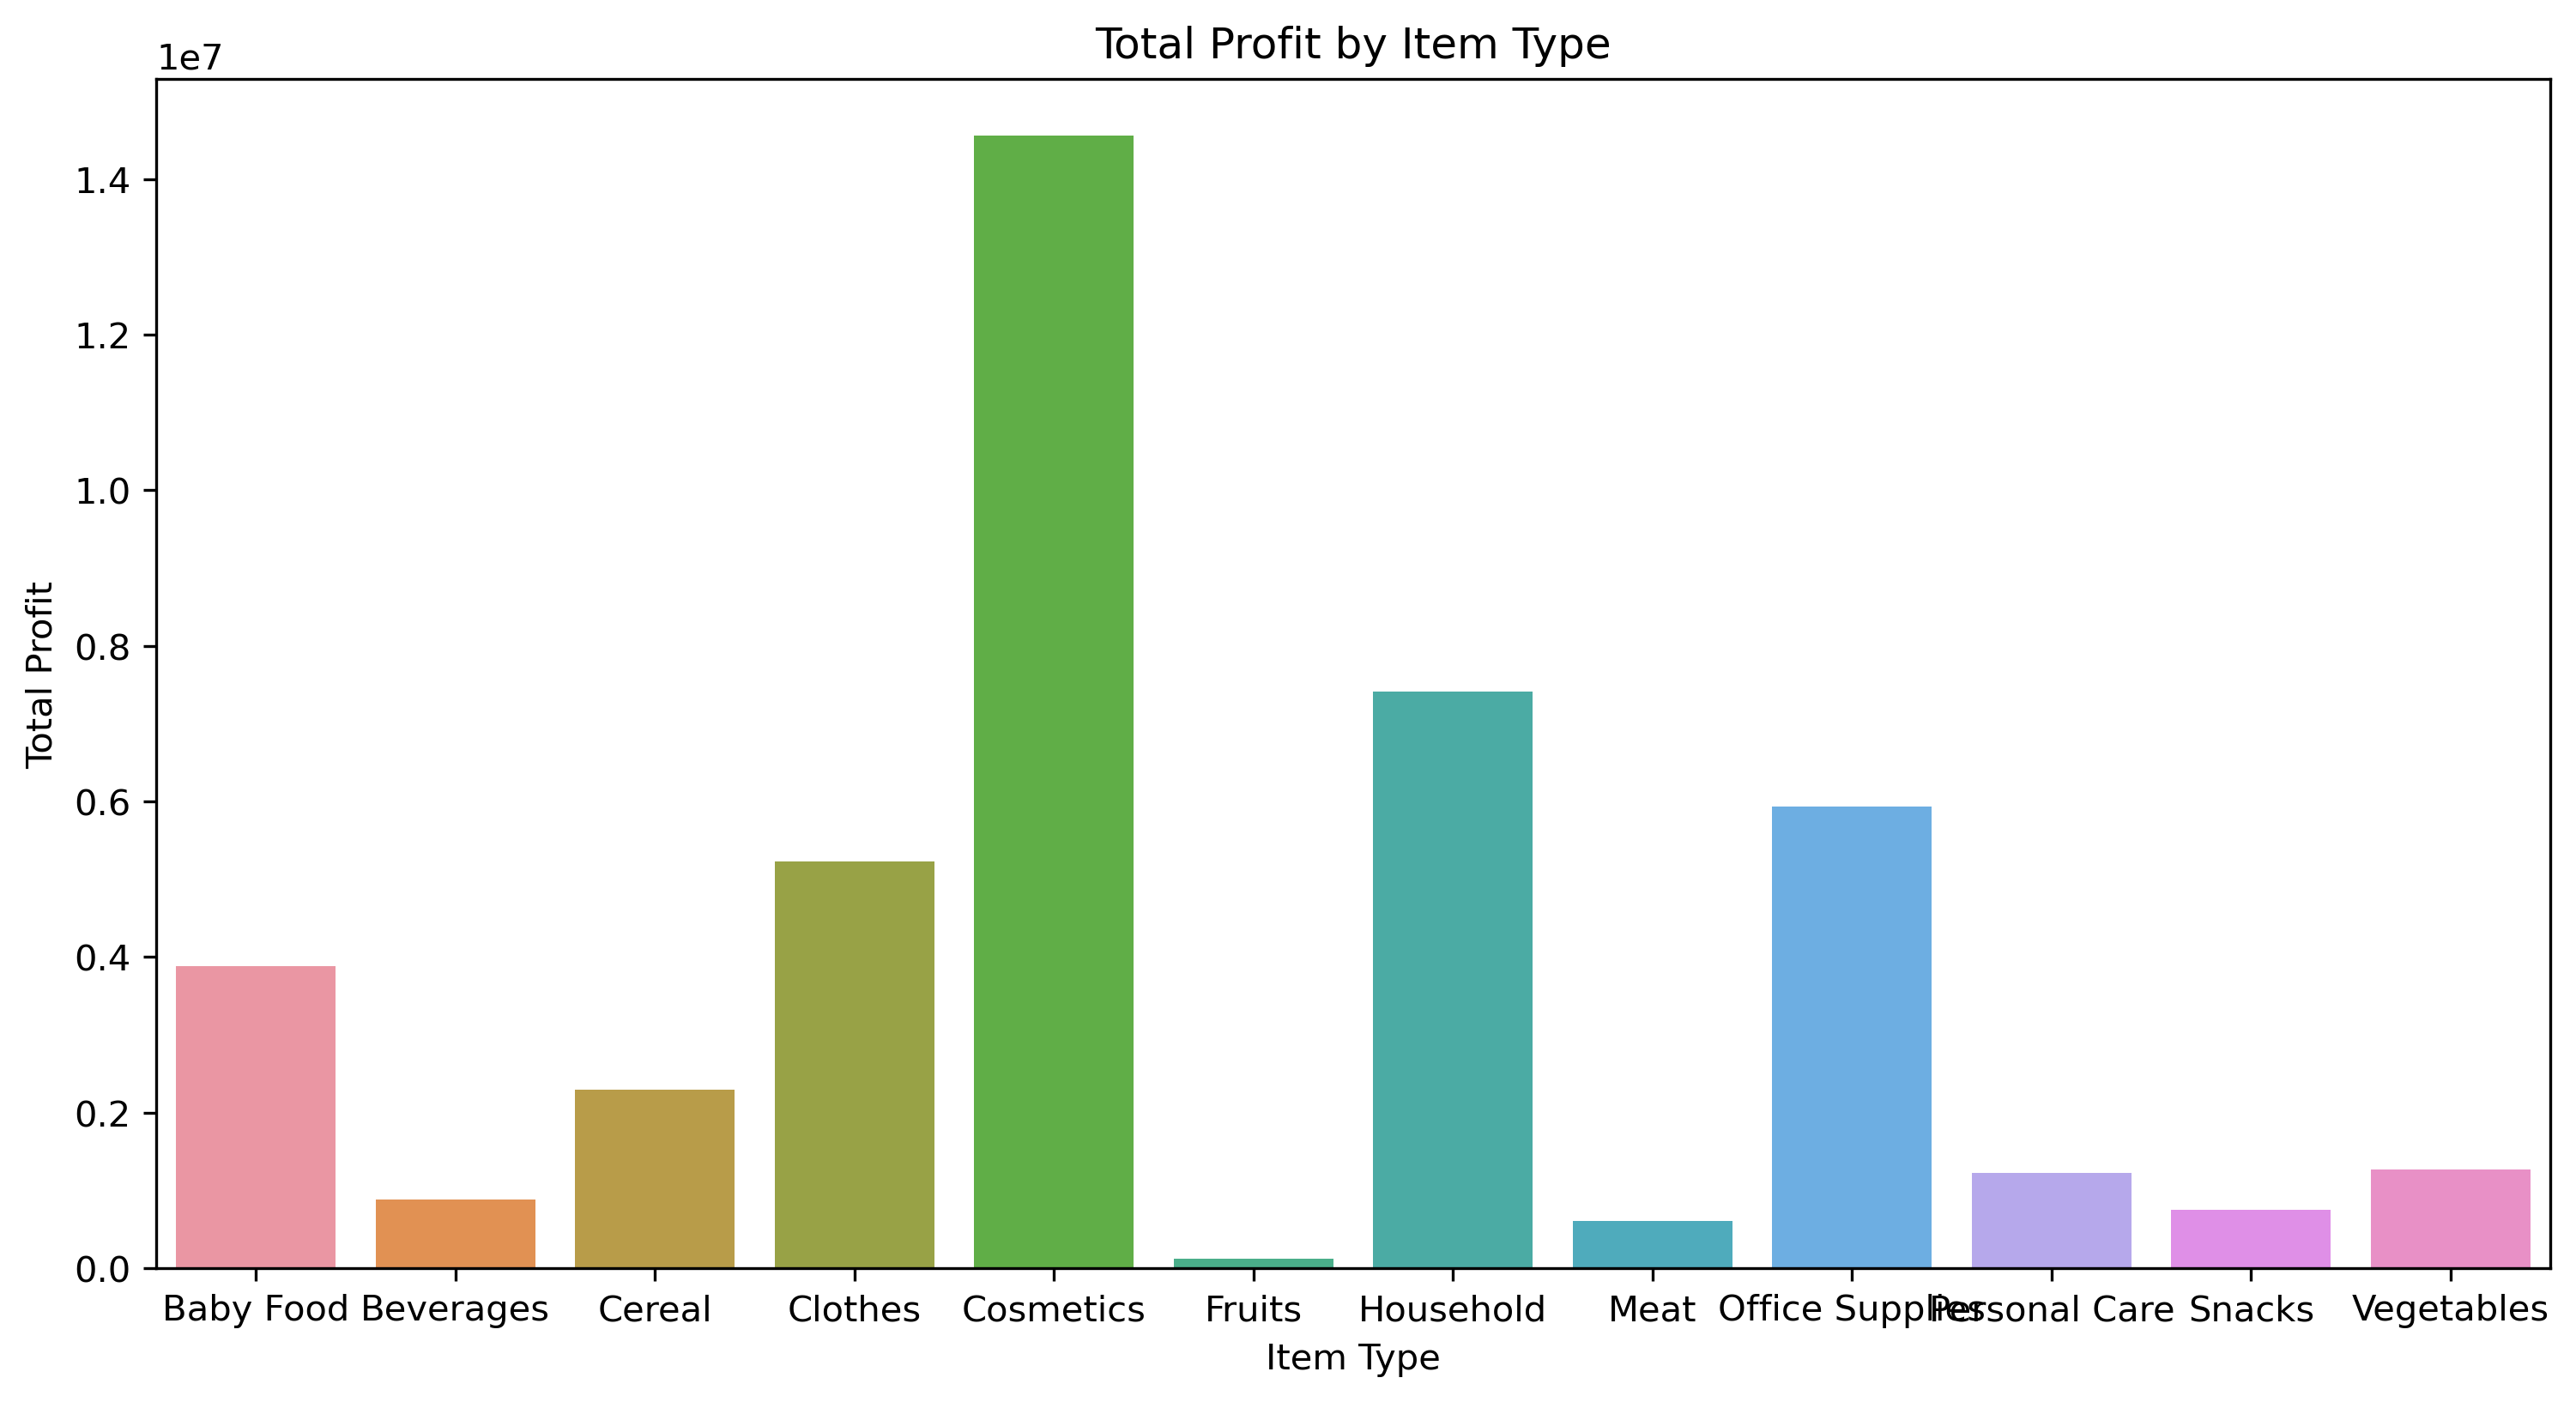 Total Profit by Item Type
1e7
1.4
1.2
1.0
0.8
0.6
0.4
0.2
0.0
Total Profit
Baby Food Beverages Cereal Clothes Cosmetics Fruits Household Meat Office Supplies Personal Care Snacks Vegetables
Item Type